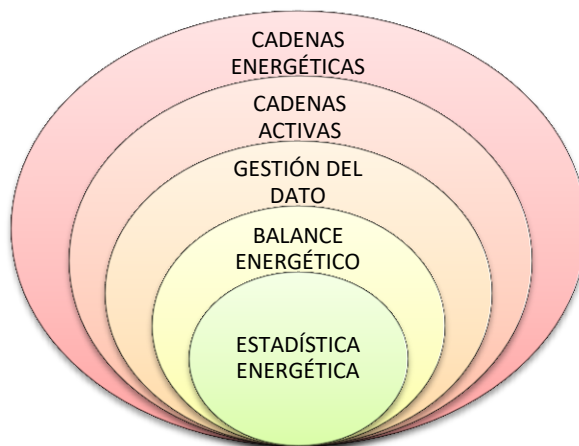 CADENAS
ENERGÉTICAS
CADENAS
ACTIVAS
GESTIÓN DEL
DATO
BALANCE
ENERGÉTICO
ESTADÍSTICA
ENERGÉTICA